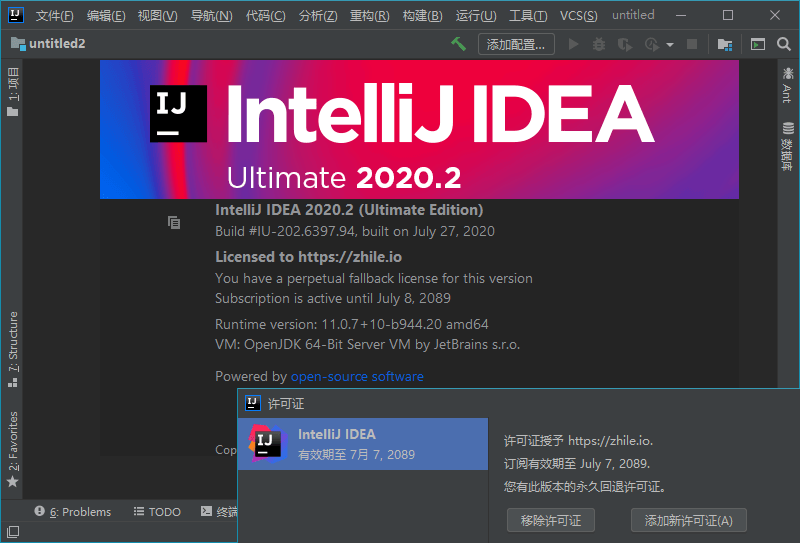 文件(F) 编辑(E) 视图(V) 导航(N) 代码(C) 分析(Z) 重构(R) 构建(B) 运行(U) 工具(T) VCS(S) untitled
untitled2 添加配置...
1: 项目
Ant
数据库
IJ IntelliJ IDEA
Ultimate 2020.2
IntelliJ IDEA 2020.2 (Ultimate Edition)
Build #IU-202.6397.94, built on July 27, 2020
Licensed to https://zhile.io
You have a perpetual fallback license for this version
Subscription is active until July 8, 2089
Runtime version: 11.0.7+10-b944.20 amd64
VM: OpenJDK 64-Bit Server VM by JetBrains s.r.o.
Powered by open-source software
Cop
7: Structure
2: Favorites
许可证
IntelliJ IDEA
有效期至 7月 7, 2089
许可证授予 https://zhile.io.
订阅有效期至 July 7, 2089.
您有此版本的永久回退许可证。
移除许可证 添加新许可证(A)
6: Problems TODO 终端